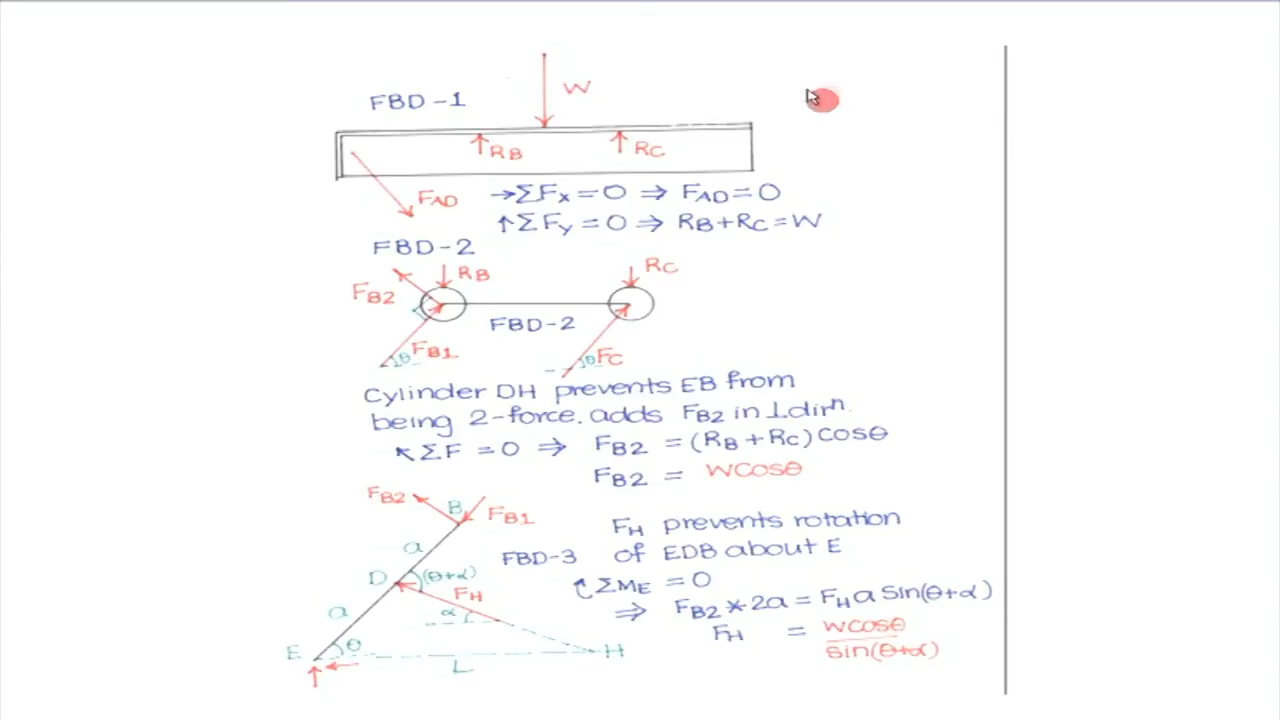 W
FBD-1
RB
RC
FAD
→ΣFx=0 ⇒ FAD=0
↑ΣFy=0 ⇒ RB+RC=W
FBD-2
RB
RC
FB2
FBD-2
θ
FB1
θ
FC
Cylinder DH prevents EB from
being 2-force. adds FB2 in ⊥dirⁿ.
↖ΣF=0 ⇒ FB2=(RB+RC)cosθ
FB2 = Wcosθ
FB2
B
FB1
FH prevents rotation
a
FBD-3
of EDB about E
D
(θ+α)
ΣME=0
FH
⇒ FB2*2a=FH a Sin(θ+α)
a
α
FH = Wcosθ
sin(θ+α)
E
θ
H
L